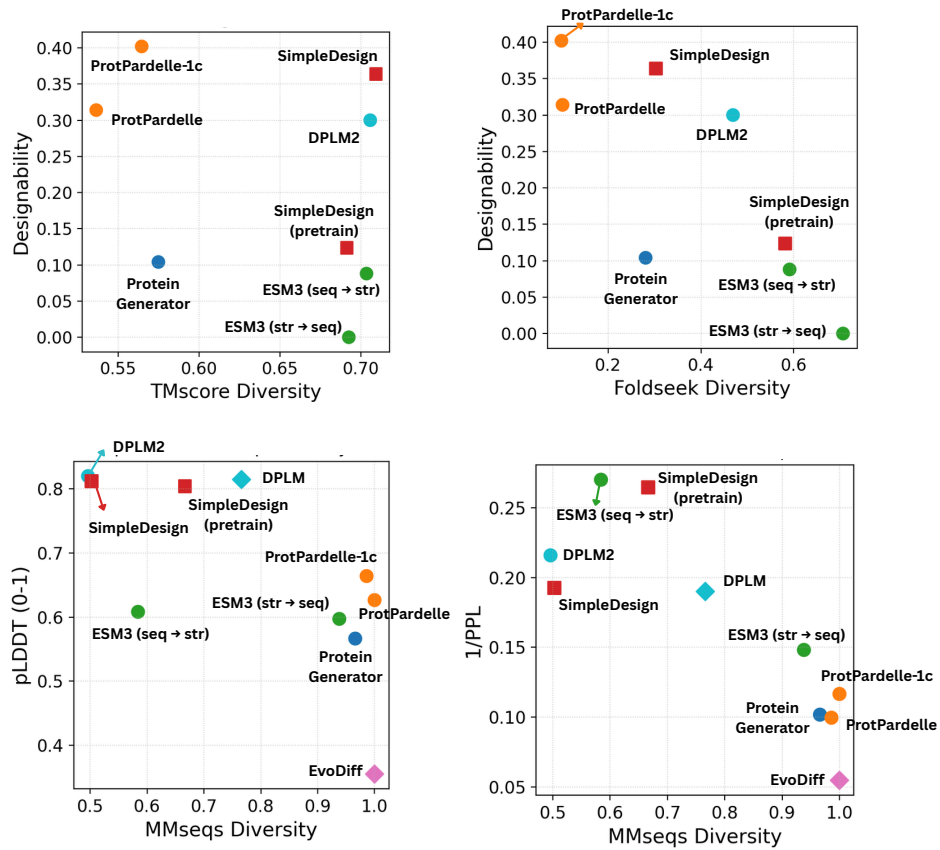 0.40
0.35
0.30
0.25
0.20
0.15
0.10
0.05
0.00
Designability
ProtPardelle-1c
SimpleDesign
ProtPardelle
DPLM2
SimpleDesign
(pretrain)
Protein
Generator
ESM3 (seq → str)
ESM3 (str → seq)
0.55
0.60
0.65
0.70
TMscore Diversity
ProtPardelle-1c
0.40
0.35
0.30
0.25
0.20
0.15
0.10
0.05
0.00
Designability
SimpleDesign
ProtPardelle
DPLM2
SimpleDesign
(pretrain)
Protein
Generator
ESM3 (seq → str)
ESM3 (str → seq)
0.2
0.4
0.6
Foldseek Diversity
DPLM2
0.8
0.7
0.6
0.5
0.4
pLDDT (0-1)
DPLM
SimpleDesign
SimpleDesign
(pretrain)
ProtPardelle-1c
ESM3 (str → seq)
ProtPardelle
ESM3 (seq → str)
Protein
Generator
EvoDiff
0.5
0.6
0.7
0.8
0.9
1.0
MMseqs Diversity
0.25
0.20
0.15
0.10
0.05
1/PPL
SimpleDesign
(pretrain)
ESM3 (seq → str)
DPLM2
DPLM
SimpleDesign
ESM3 (str → seq)
ProtPardelle-1c
Protein
Generator
ProtPardelle
EvoDiff
0.5
0.6
0.7
0.8
0.9
1.0
MMseqs Diversity